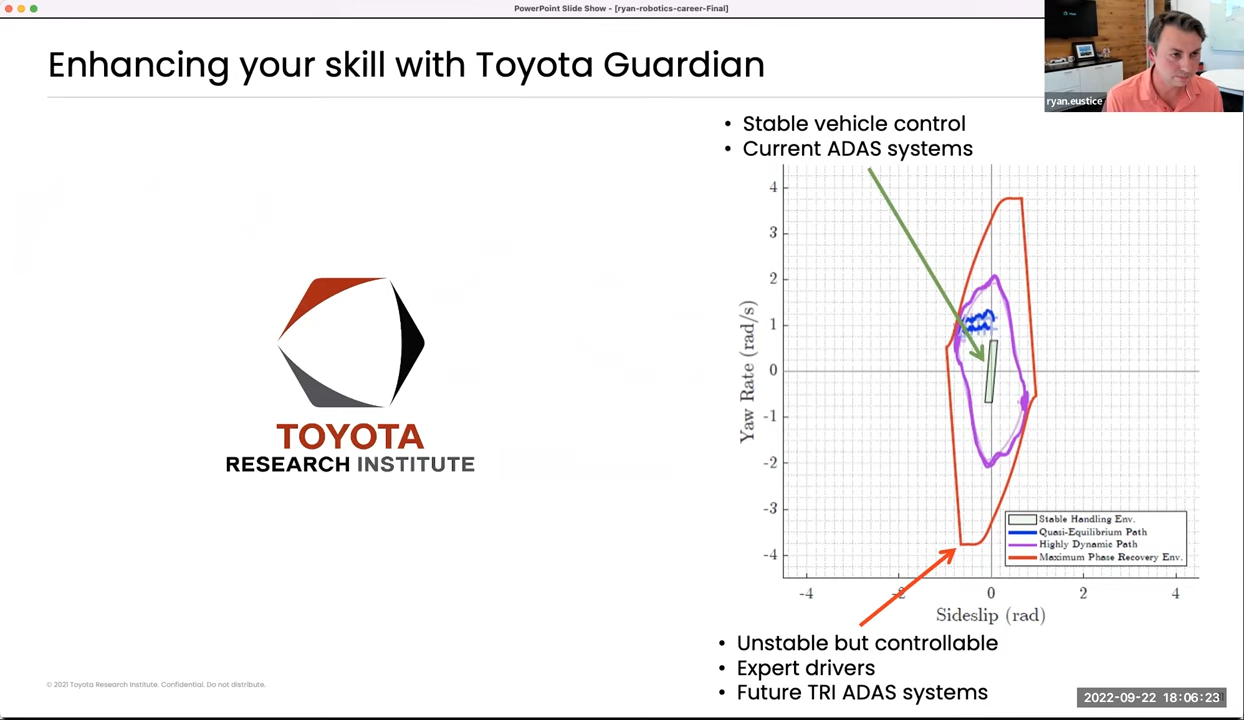 PowerPoint Slide Show - [ryan-robotics-career-Final]
Enhancing your skill with Toyota Guardian
ryan.eustice
• Stable vehicle control
• Current ADAS systems
TOYOTA
RESEARCH INSTITUTE
4
3
2
1
0
-1
-2
-3
-4
Yaw Rate (rad/s)
Stable Handling Env.
Quasi-Equilibrium Path
Highly Dynamic Path
Maximum Phase Recovery Env.
-4 -2 0 2 4
Sideslip (rad)
• Unstable but controllable
• Expert drivers
• Future TRI ADAS systems
© 2021 Toyota Research Institute. Confidential. Do not distribute.
2022-09-22 18:06:23